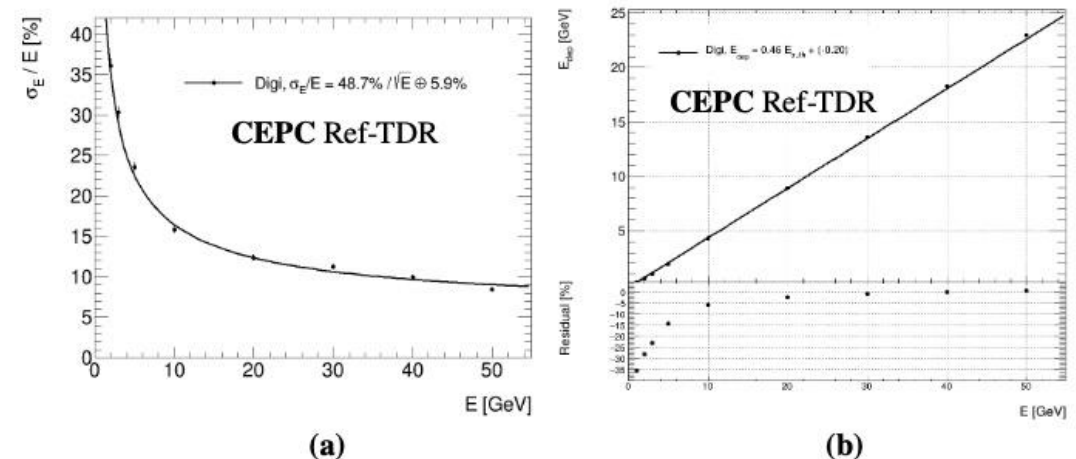 σE / E [%]
40
35
30
25
20
15
10
5
0
Digi, σE/E = 48.7% /√E ⊕ 5.9%
CEPC Ref-TDR
0 10 20 30 40 50
E [GeV]
(a)
Edep [GeV]
25
20
15
10
5
Digi, Edep = 0.46 + (-0.20)
CEPC Ref-TDR
Residual [%]
0
-5
-10
-15
-20
-25
-30
-35
0 10 20 30 40 50
E [GeV]
(b)